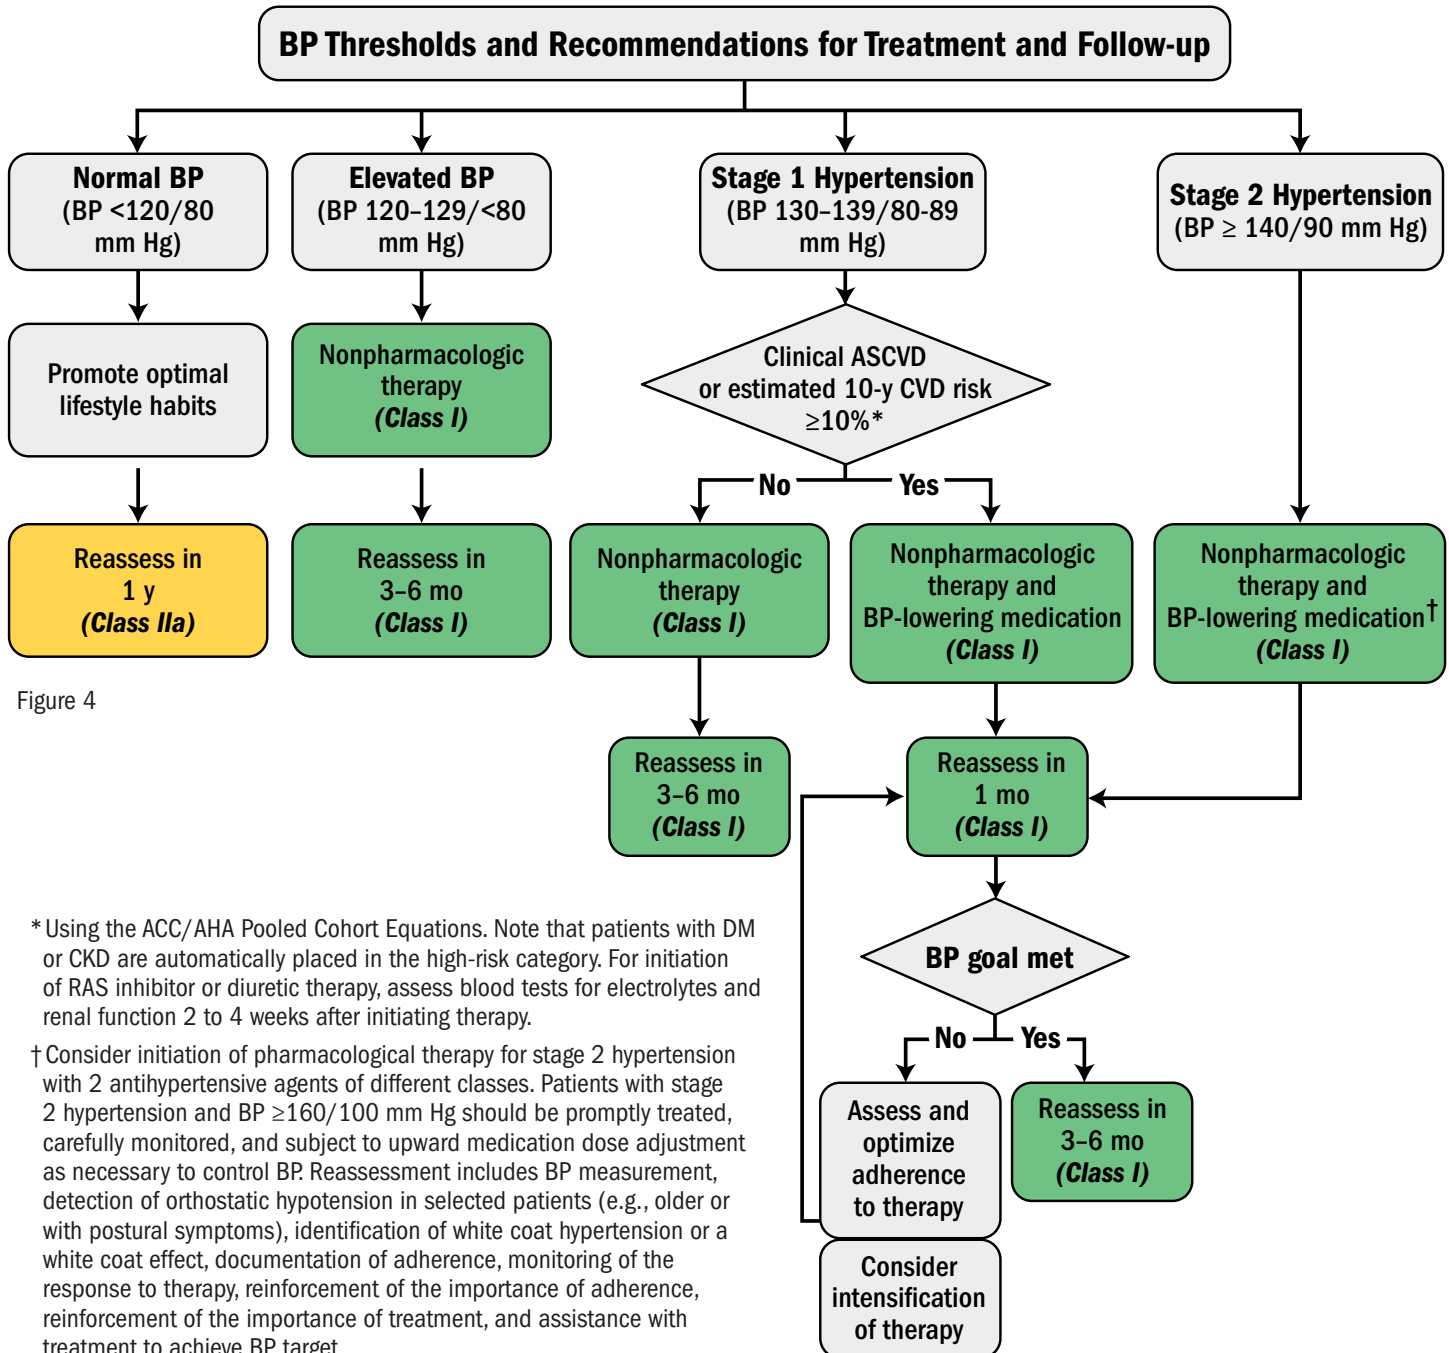 BP Thresholds and Recommendations for Treatment and Follow-up
Normal BP
(BP <120/80
mm Hg)
Elevated BP
(BP 120–129/<80
mm Hg)
Stage 1 Hypertension
(BP 130–139/80-89
mm Hg)
Stage 2 Hypertension
(BP ≥ 140/90 mm Hg)
Promote optimal
lifestyle habits
Nonpharmacologic
therapy
(Class I)
Clinical ASCVD
or estimated 10-y CVD risk
≥10%*
No
Yes
Reassess in
1 y
(Class IIa)
Reassess in
3–6 mo
(Class I)
Nonpharmacologic
therapy
(Class I)
Nonpharmacologic
therapy and
BP-lowering medication
(Class I)
Nonpharmacologic
therapy and
BP-lowering medication†
(Class I)
Figure 4
Reassess in
3–6 mo
(Class I)
Reassess in
1 mo
(Class I)
BP goal met
No
Yes
Assess and
optimize
adherence
to therapy
Reassess in
3–6 mo
(Class I)
Consider
intensification
of therapy
* Using the ACC/AHA Pooled Cohort Equations. Note that patients with DM
or CKD are automatically placed in the high-risk category. For initiation
of RAS inhibitor or diuretic therapy, assess blood tests for electrolytes and
renal function 2 to 4 weeks after initiating therapy.
† Consider initiation of pharmacological therapy for stage 2 hypertension
with 2 antihypertensive agents of different classes. Patients with stage
2 hypertension and BP ≥160/100 mm Hg should be promptly treated,
carefully monitored, and subject to upward medication dose adjustment
as necessary to control BP. Reassessment includes BP measurement,
detection of orthostatic hypotension in selected patients (e.g., older or
with postural symptoms), identification of white coat hypertension or a
white coat effect, documentation of adherence, monitoring of the
response to therapy, reinforcement of the importance of adherence,
reinforcement of the importance of treatment, and assistance with
treatment to achieve BP target